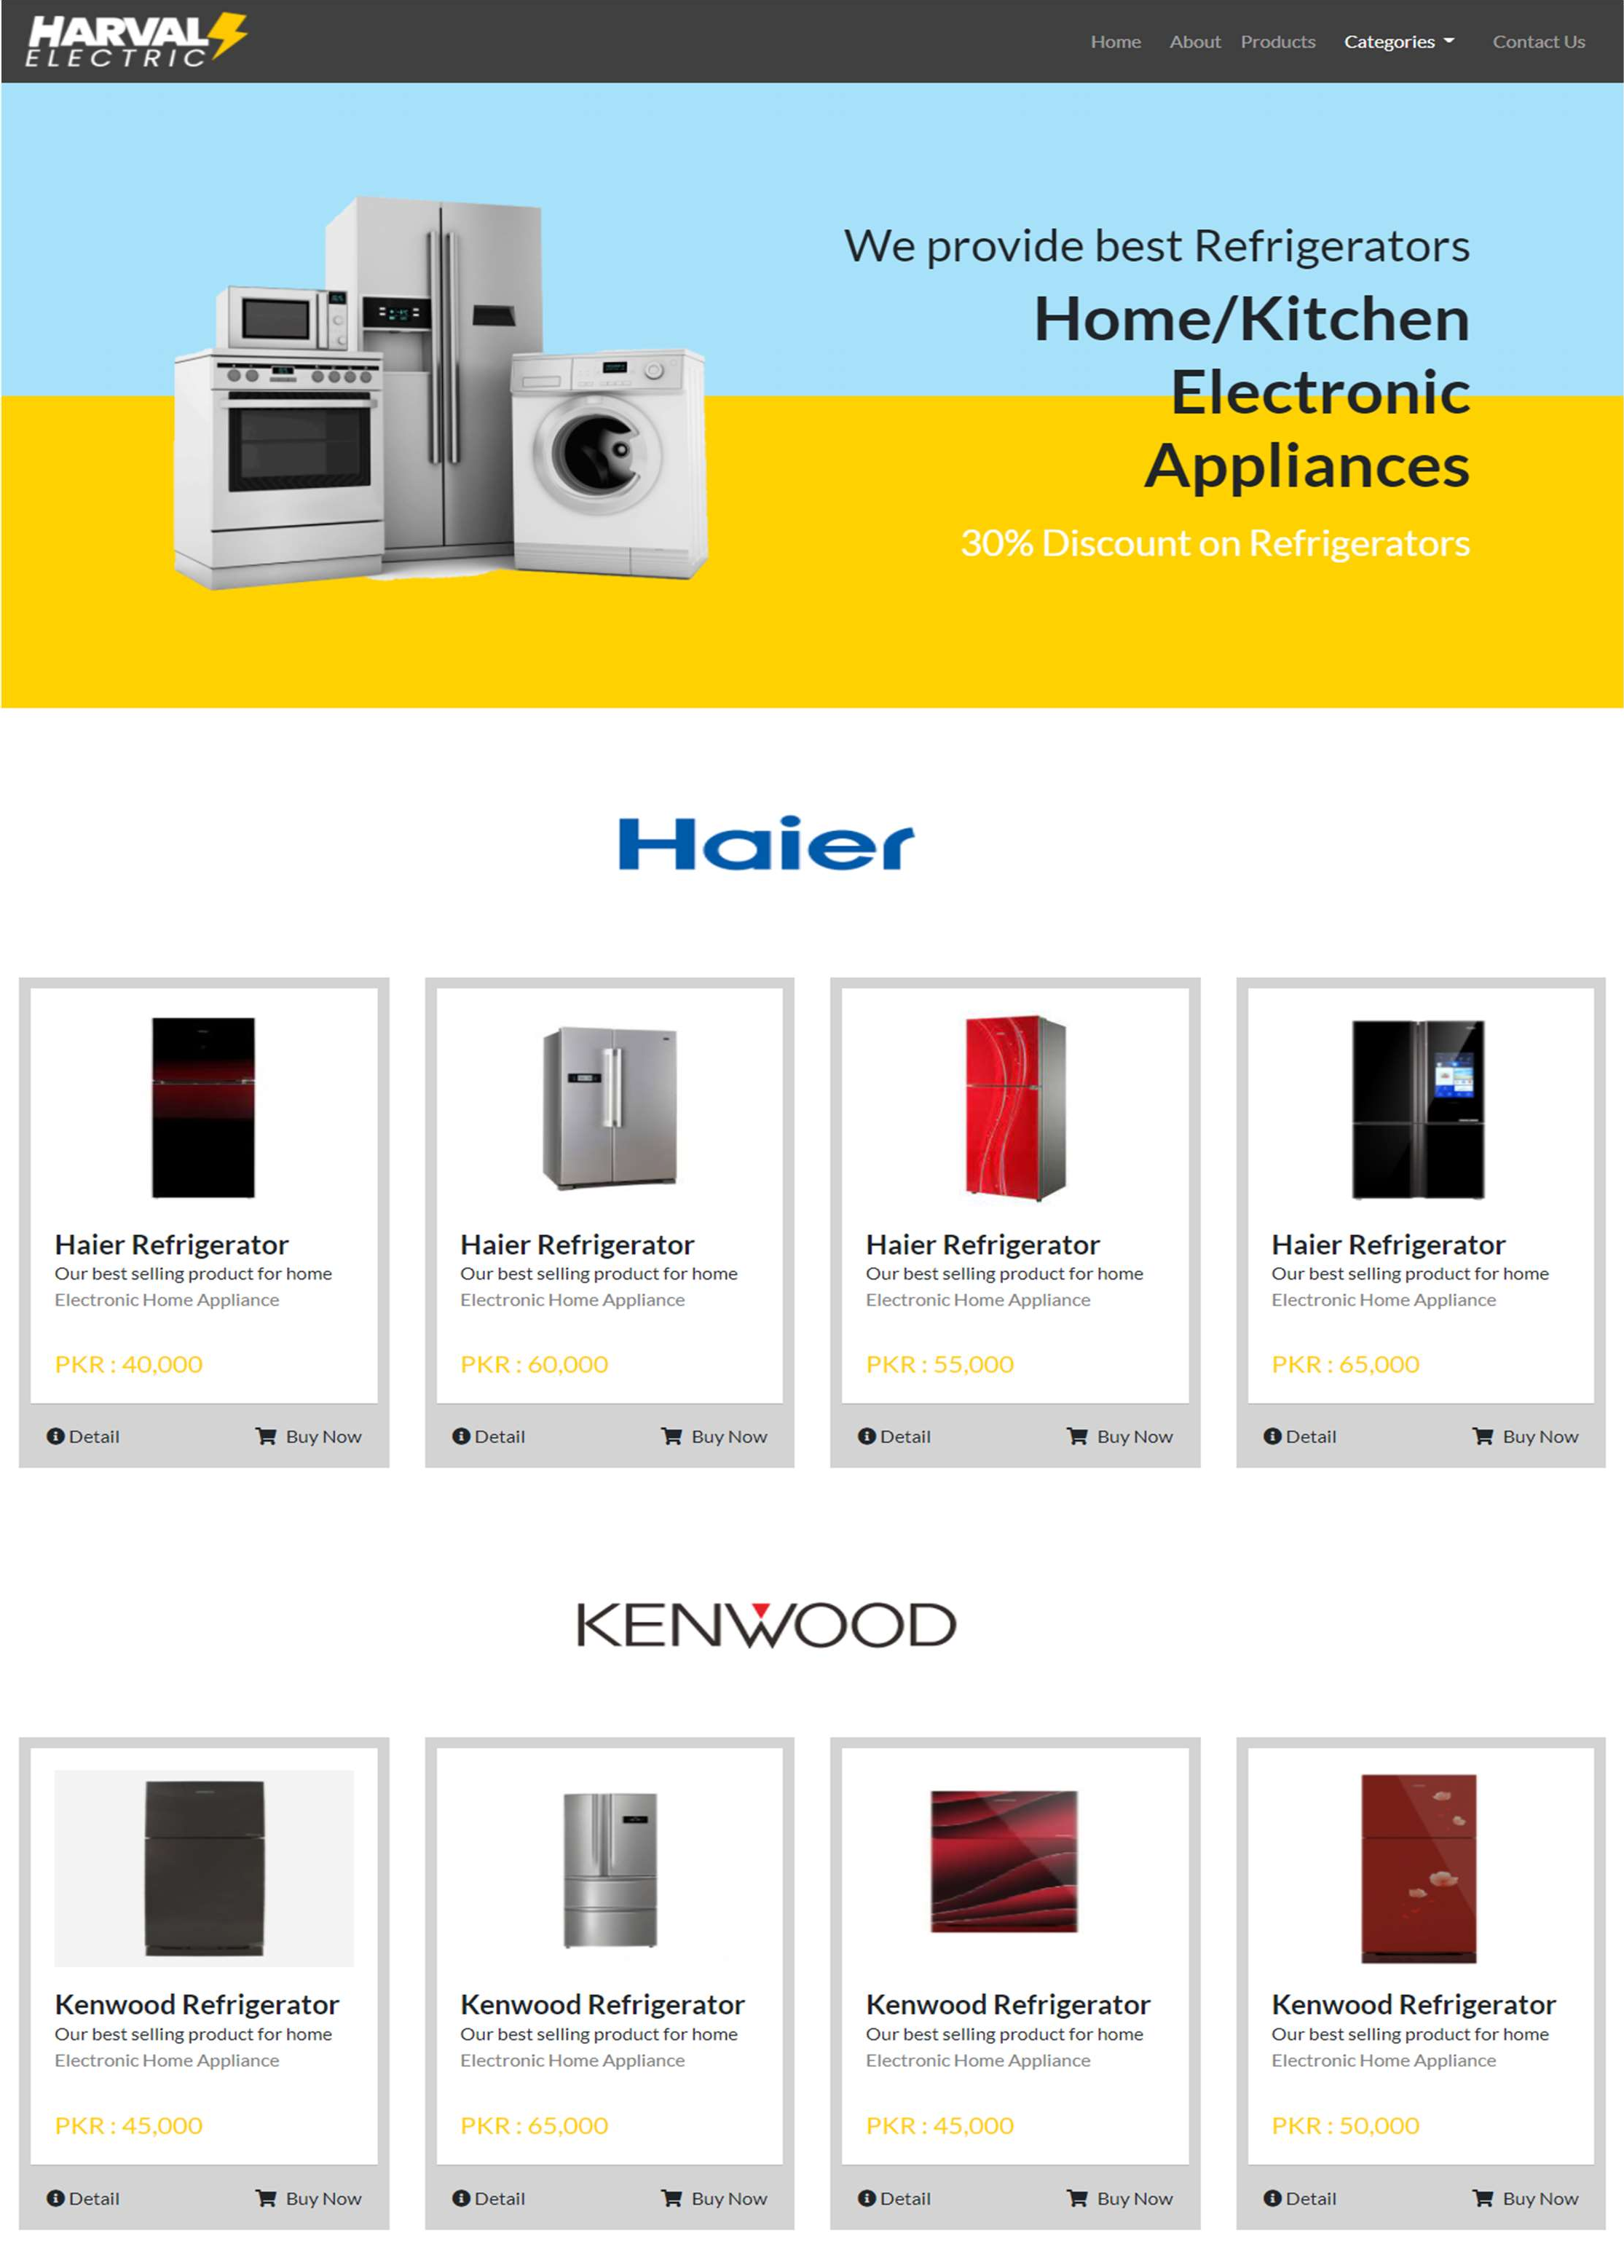 HARVAL
ELECTRIC
Home About Products Categories Contact Us
We provide best Refrigerators
Home/Kitchen
Electronic
Appliances
30% Discount on Refrigerators
Haier
Haier Refrigerator
Our best selling product for home
Electronic Home Appliance
PKR : 40,000
Detail Buy Now
Haier Refrigerator
Our best selling product for home
Electronic Home Appliance
PKR : 60,000
Detail Buy Now
Haier Refrigerator
Our best selling product for home
Electronic Home Appliance
PKR : 55,000
Detail Buy Now
Haier Refrigerator
Our best selling product for home
Electronic Home Appliance
PKR : 65,000
Detail Buy Now
KENWOOD
Kenwood Refrigerator
Our best selling product for home
Electronic Home Appliance
PKR : 45,000
Detail Buy Now
Kenwood Refrigerator
Our best selling product for home
Electronic Home Appliance
PKR : 65,000
Detail Buy Now
Kenwood Refrigerator
Our best selling product for home
Electronic Home Appliance
PKR : 45,000
Detail Buy Now
Kenwood Refrigerator
Our best selling product for home
Electronic Home Appliance
PKR : 50,000
Detail Buy Now